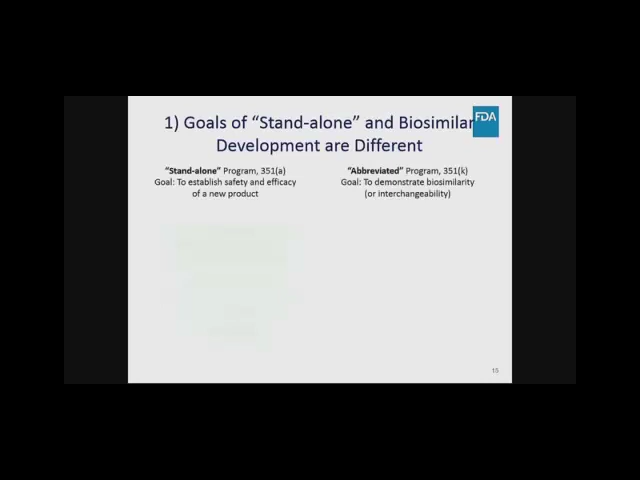 1) Goals of “Stand-alone” and Biosimilar
FDA
Development are Different
“Stand-alone” Program, 351(a)
Goal: To establish safety and efficacy
of a new product
“Abbreviated” Program, 351(k)
Goal: To demonstrate biosimilarity
(or interchangeability)
15